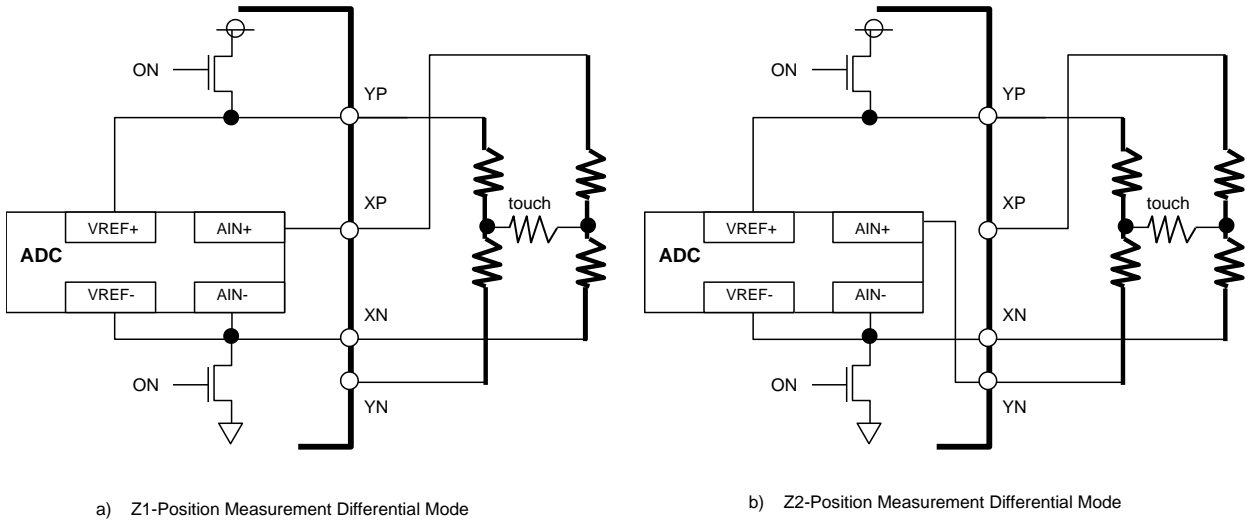 ON
YP
XP
touch
VREF+
AIN+
ADC
VREF-
AIN-
XN
ON
YN
a) Z1-Position Measurement Differential Mode
ON
YP
XP
touch
VREF+
AIN+
ADC
VREF-
AIN-
XN
ON
YN
b) Z2-Position Measurement Differential Mode